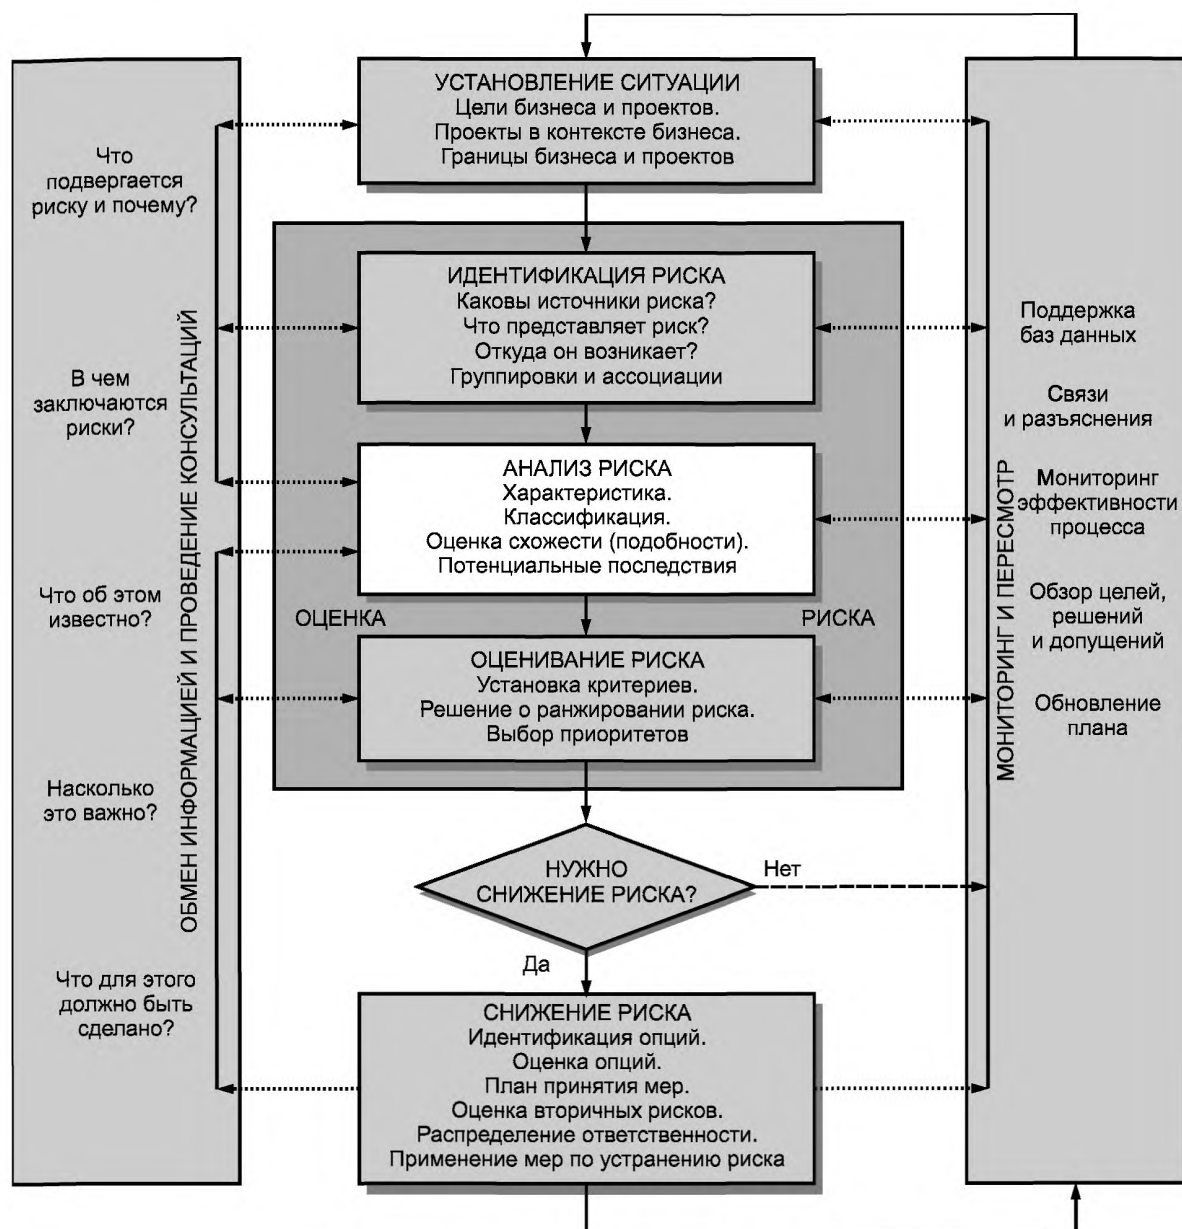 УСТАНОВЛЕНИЕ СИТУАЦИИ
Цели бизнеса и проектов.
Проекты в контексте бизнеса.
Границы бизнеса и проектов
Что
подвергается
риску и почему?
В чем
заключаются
риски?
Что об этом
известно?
Насколько
это важно?
Что для этого
должно быть
сделано?
ОБМЕН ИНФОРМАЦИЕЙ И ПРОВЕДЕНИЕ КОНСУЛЬТАЦИЙ
ИДЕНТИФИКАЦИЯ РИСКА
Каковы источники риска?
Что представляет риск?
Откуда он возникает?
Группировки и ассоциации
АНАЛИЗ РИСКА
Характеристика.
Классификация.
Оценка схожести (подобности).
Потенциальные последствия
ОЦЕНКА РИСКА
ОЦЕНИВАНИЕ РИСКА
Установка критериев.
Решение о ранжировании риска.
Выбор приоритетов
НУЖНО
СНИЖЕНИЕ РИСКА?
Нет
Да
СНИЖЕНИЕ РИСКА
Идентификация опций.
Оценка опций.
План принятия мер.
Оценка вторичных рисков.
Распределение ответственности.
Применение мер по устранению риска
МОНИТОРИНГ И ПЕРЕСМОТР
Поддержка
баз данных
Связи
и разъяснения
Мониторинг
эффективности
процесса
Обзор целей,
решений
и допущений
Обновление
плана